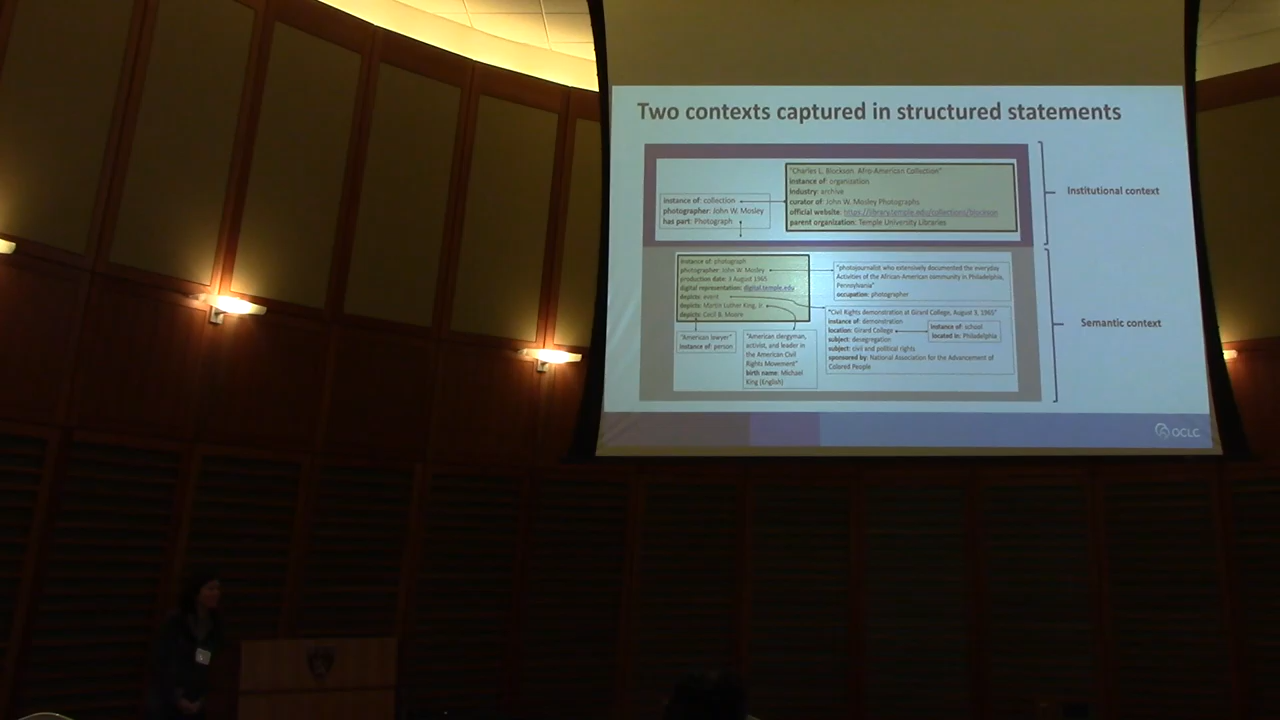 Two contexts captured in structured statements
"Charles L. Blockson Afro-American Collection"
instance of: organization
industry: archive
curator of: John W. Mosley Photographs
official website: https://library.temple.edu/collections/blockson
parent organization: Temple University Libraries
instance of: collection
photographer: John W. Mosley
has part: Photograph
Institutional context
instance of: photograph
photographer: John W. Mosley
production date: 3 August 1965
digital representation: digital.temple.edu
depicts: event
depicts: Martin Luther King, Jr.
depicts: Cecil B. Moore
"photojournalist who extensively documented the everyday
Activities of the African-American community in Philadelphia,
Pennsylvania"
occupation: photographer
"Civil Rights demonstration at Girard College, August 3, 1965"
instance of: demonstration
location: Girard College
subject: desegregation
subject: civil and political rights
sponsored by: National Association for the Advancement of
Colored People
instance of: school
located in: Philadelphia
"American lawyer"
instance of: person
"American clergyman,
activist, and leader in
the American Civil
Rights Movement"
birth name: Michael
King (English)
Semantic context
OCLC